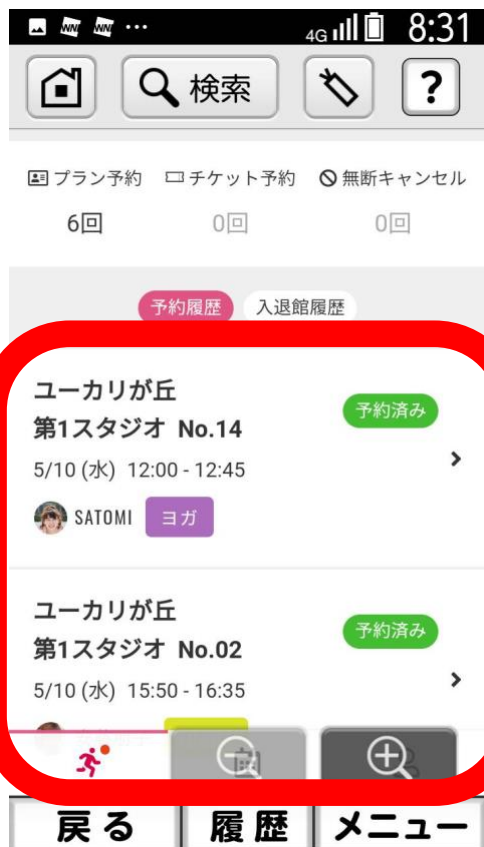 4G 8:31
検索 ?
プラン予約 チケット予約 無断キャンセル
6回 0回 0回
予約履歴 入退館履歴
ユーカリが丘
予約済み
第1スタジオ No.14
5/10 (水) 12:00 - 12:45
SATOMI ヨガ
ユーカリが丘
予約済み
第1スタジオ No.02
5/10 (水) 15:50 - 16:35
戻る 履歴 メニュー